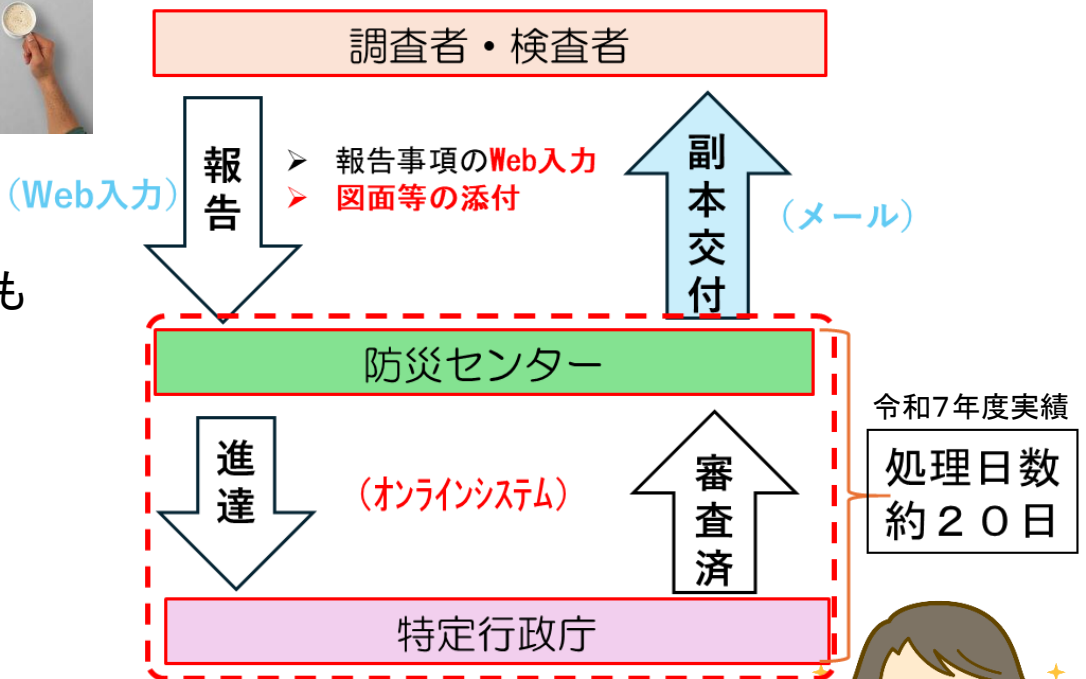 調査者・検査者
報告
➢ 報告事項のWeb入力
➢ 図面等の添付
(Web入力)
副本交付
(メール)
も
防災センター
令和7年度実績
処理日数
約20日
進達
(オンラインシステム)
審査済
特定行政庁